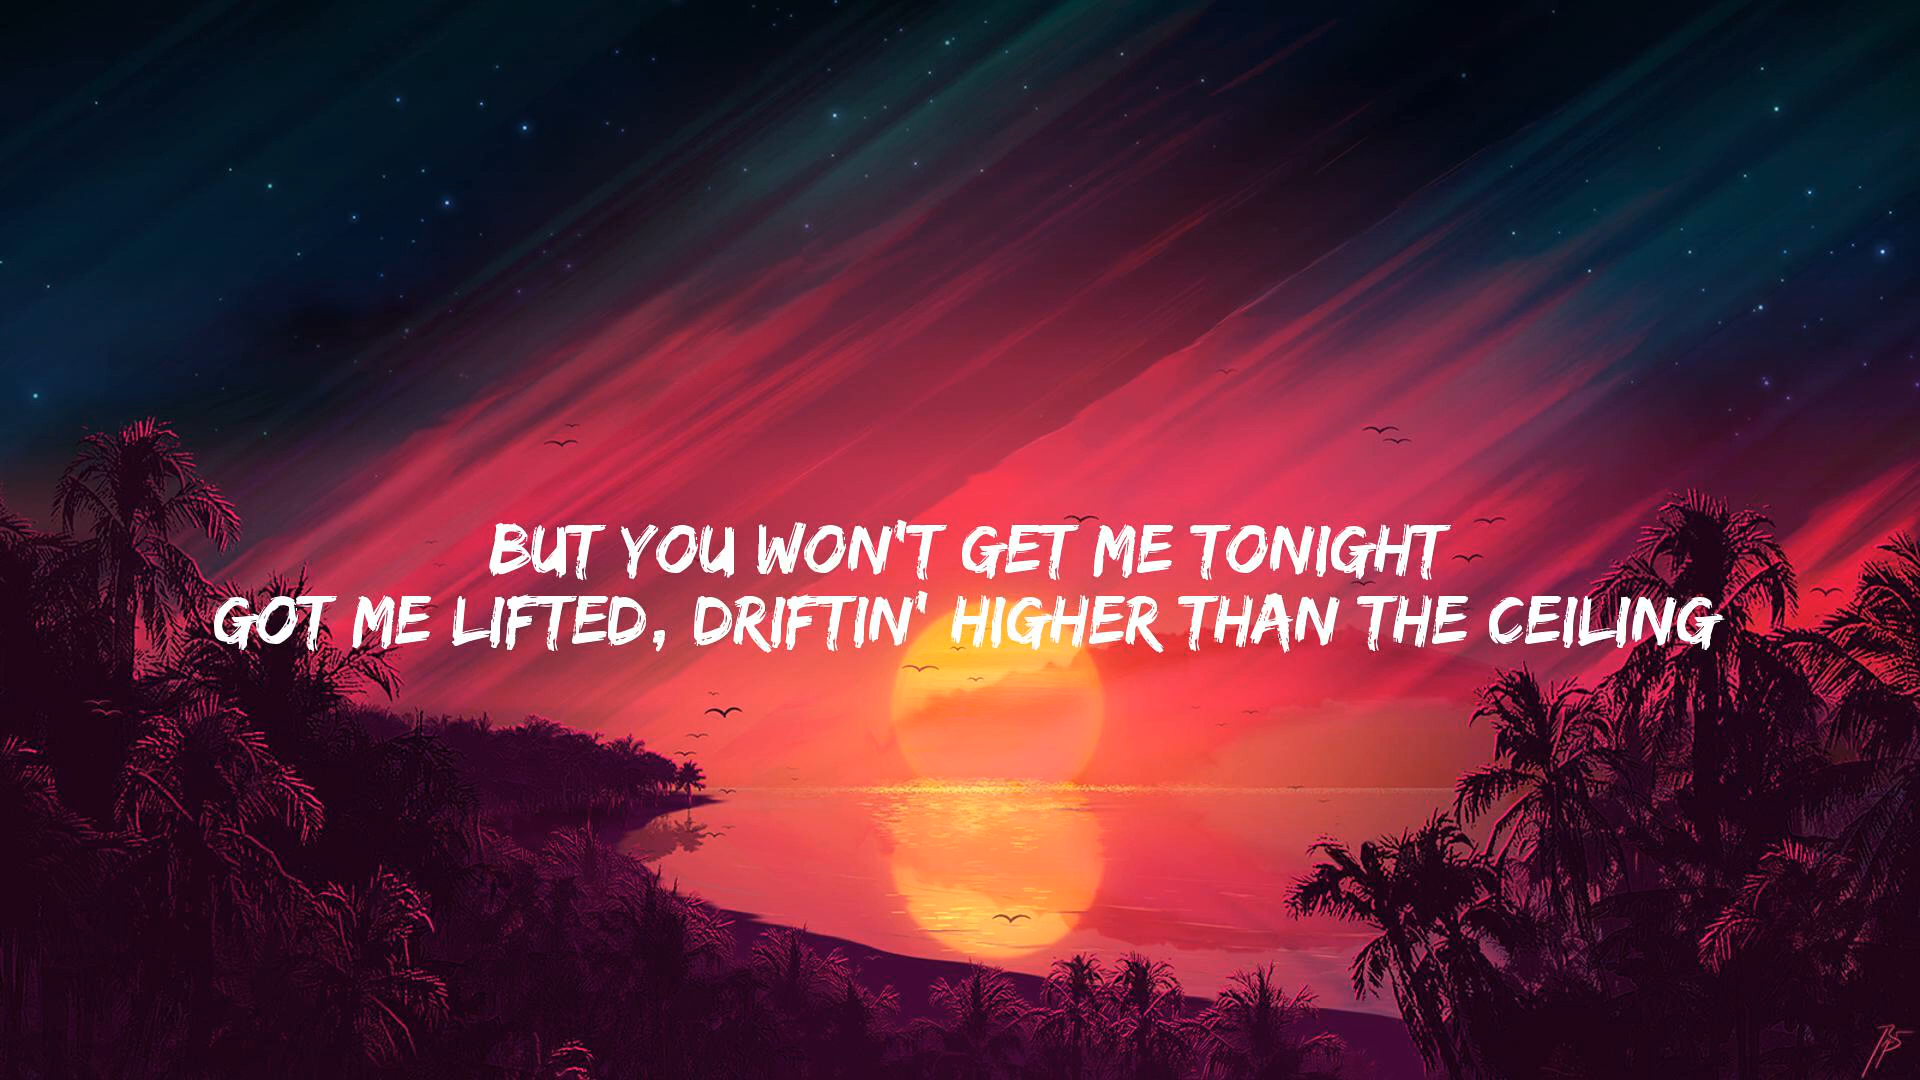 BUT YOU WON'T GET ME TONIGHT
GOT ME LIFTED, DRIFTIN' HIGHER THAN THE CEILING